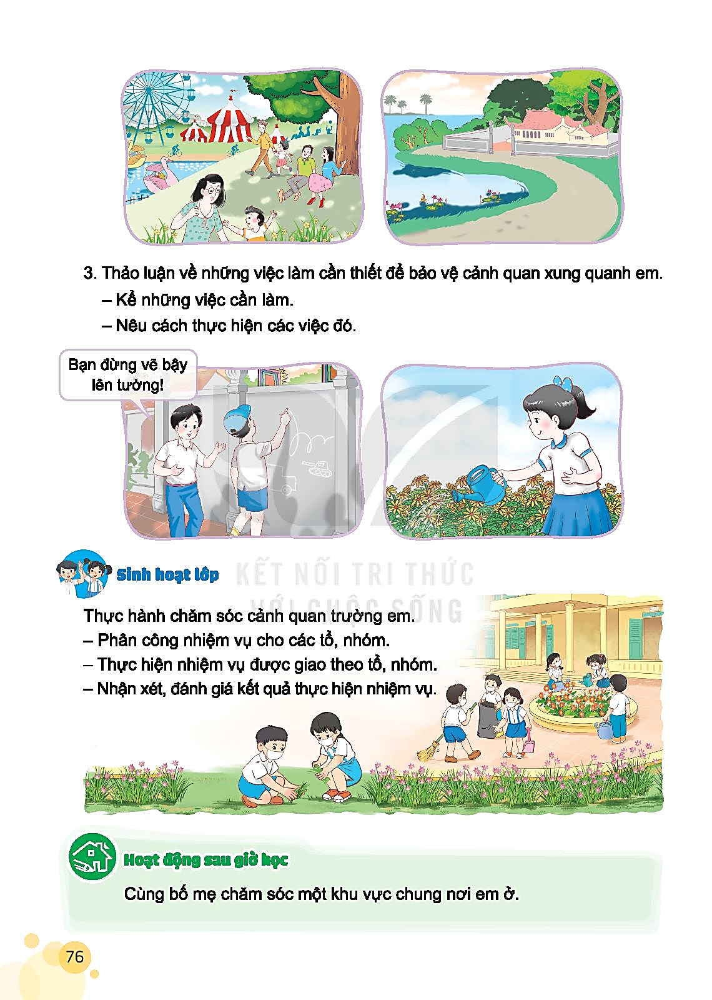 3. Thảo luận về những việc làm cần thiết để bảo vệ cảnh quan xung quanh em.
– Kể những việc cần làm.
– Nêu cách thực hiện các việc đó.
Bạn đừng vẽ bậy
lên tường!
Sinh hoạt lớp
KẾT NỐI TRI THỨC
VỚI CUỘC SỐNG
Thực hành chăm sóc cảnh quan trường em.
– Phân công nhiệm vụ cho các tổ, nhóm.
– Thực hiện nhiệm vụ được giao theo tổ, nhóm.
– Nhận xét, đánh giá kết quả thực hiện nhiệm vụ.
Hoạt động sau giờ học
Cùng bố mẹ chăm sóc một khu vực chung nơi em ở.
76